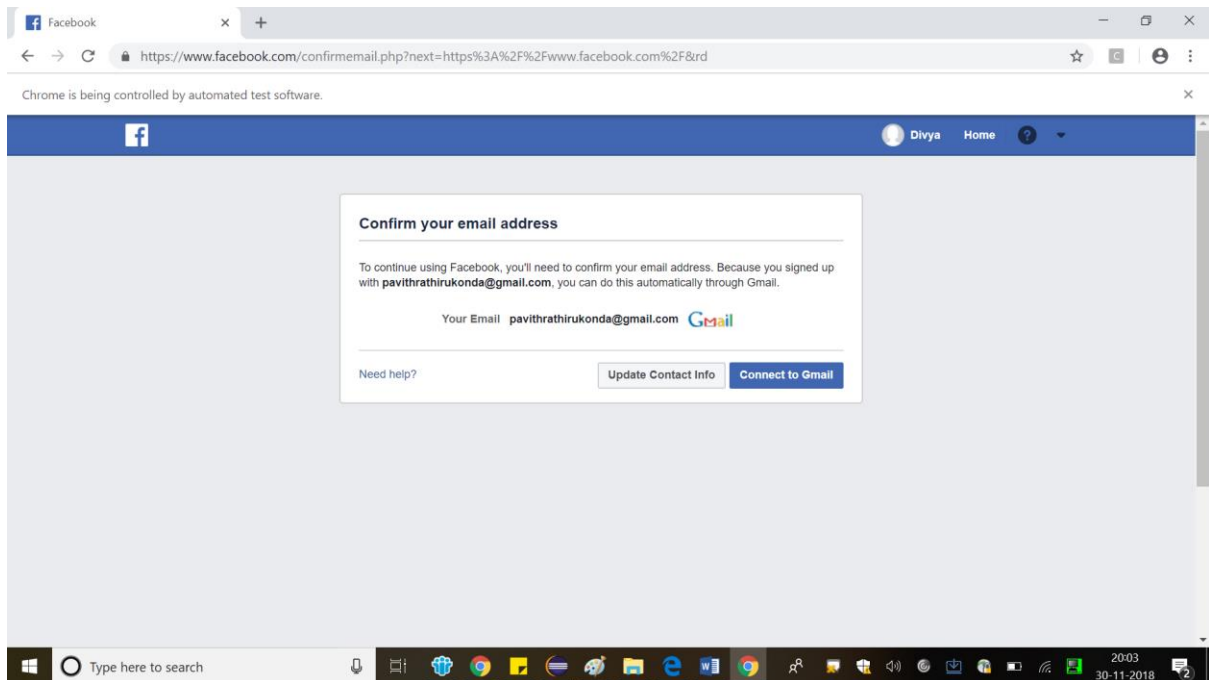 Facebook
https://www.facebook.com/confirmemail.php?next=https%3A%2F%2Fwww.facebook.com%2F&rd
Chrome is being controlled by automated test software.
Divya Home
Confirm your email address
To continue using Facebook, you'll need to confirm your email address. Because you signed up
with pavithrathirukonda@gmail.com, you can do this automatically through Gmail.
Your Email pavithrathirukonda@gmail.com Gmail
Need help? Update Contact Info Connect to Gmail
Type here to search
20:03
30-11-2018
2